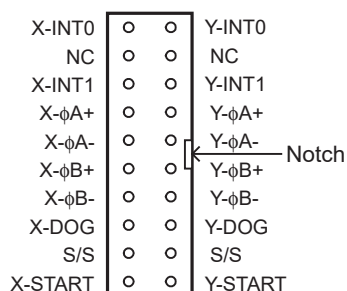 X-INT0 Y-INT0
NC NC
X-INT1 Y-INT1
X-ϕA+ Y-ϕA+
X-ϕA- Y-ϕA-
Notch
X-ϕB+ Y-ϕB+
X-ϕB- Y-ϕB-
X-DOG Y-DOG
S/S S/S
X-START Y-START